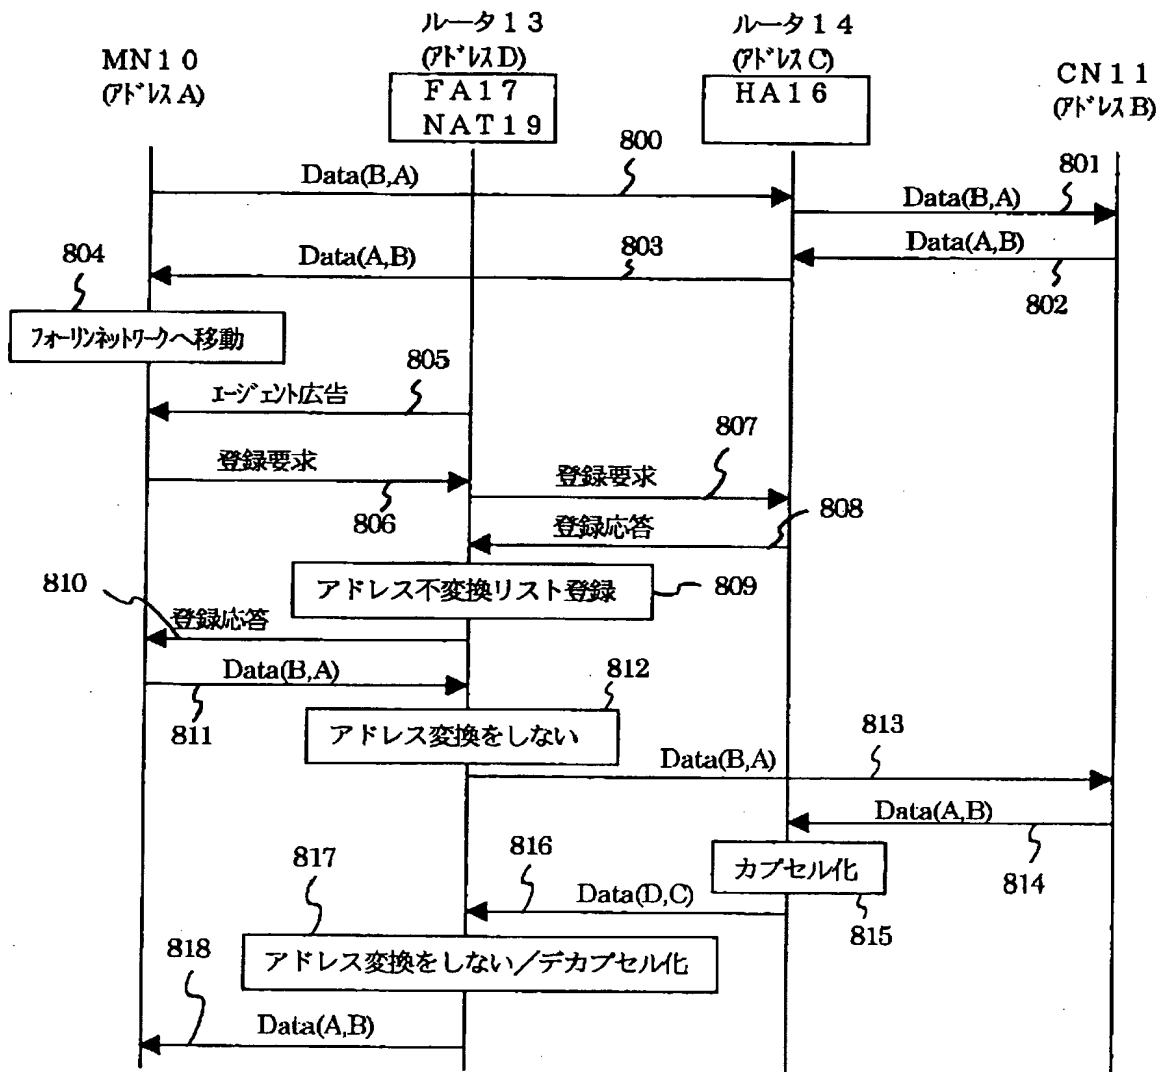 ルータ13
(アドレスD)
ルータ14
(アドレスC)
MN10
(アドレスA)
CN11
(アドレスB)
FA17
NAT19
HA16
800
Data(B,A)
801
Data(B,A)
804
Data(A,B)
803
Data(A,B)
802
フォーリンネットワークへ移動
805
エージェント広告
807
登録要求
登録要求
806
登録応答
808
810
アドレス不変換リスト登録
809
登録応答
Data(B,A)
812
811
アドレス変換をしない
813
Data(B,A)
Data(A,B)
814
817
816
カプセル化
815
Data(D,C)
818
アドレス変換をしない/デカプセル化
Data(A,B)